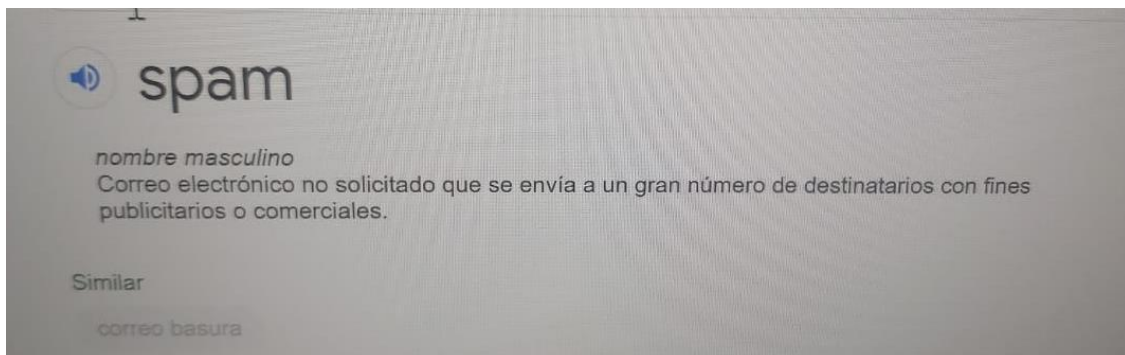 spam
nombre masculino
Correo electrónico no solicitado que se envía a un gran número de destinatarios con fines
publicitarios o comerciales.
Similar
correo basura